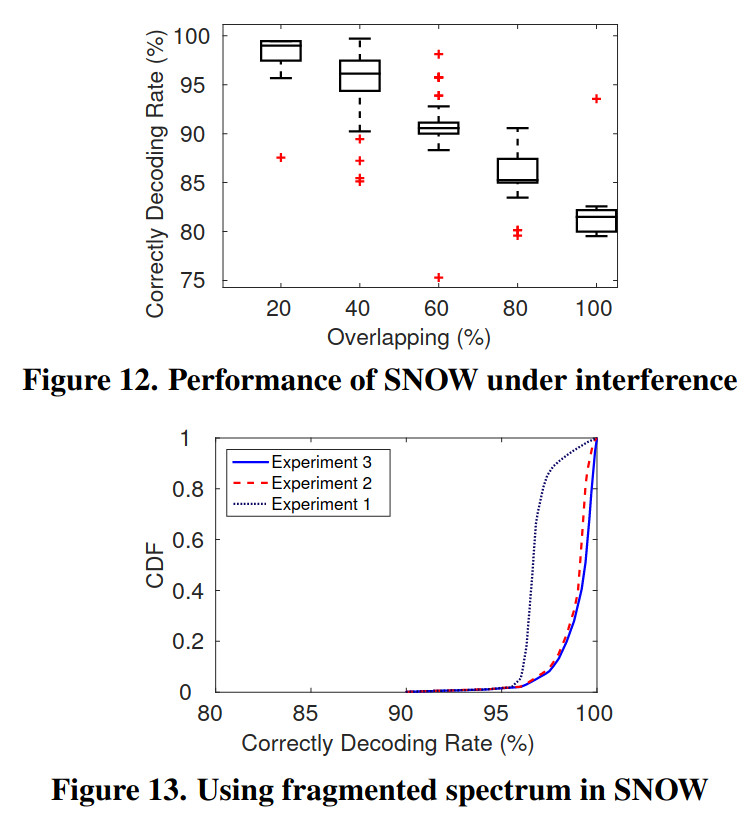 Correctly Decoding Rate (%)
100
95
90
85
80
75
20 40 60 80 100
Overlapping (%)
Figure 12. Performance of SNOW under interference
CDF
1
0.8
0.6
0.4
0.2
0
Experiment 3
Experiment 2
Experiment 1
80 85 90 95 100
Correctly Decoding Rate (%)
Figure 13. Using fragmented spectrum in SNOW